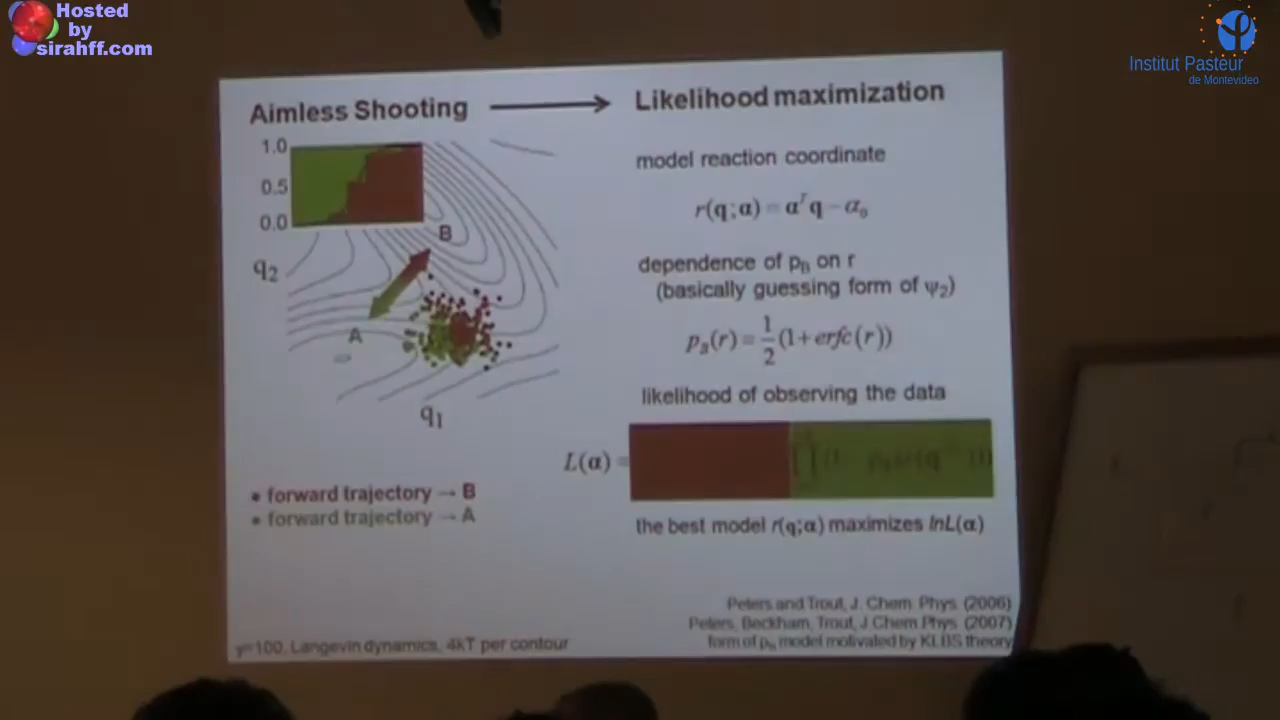 Hosted
by
sirahff.com
Institut Pasteur
de Montevideo
Aimless Shooting
Likelihood maximization
1.0
0.5
0.0
B
q₂
A
q₁
• forward trajectory → B
• forward trajectory → A
γ=100, Langevin dynamics, 4kT per contour
model reaction coordinate
r(q;α) = αᵀq − α₀
dependence of p_B on r
(basically guessing form of ψ₂)
p_B(r) = 1/2 (1+erfc(r))
likelihood of observing the data
L(α) =
the best model r(q;α) maximizes lnL(α)
Peters and Trout, J. Chem. Phys. (2006)
Peters, Beckham, Trout, J.Chem.Phys. (2007)
form of p_B model motivated by KLBS theory